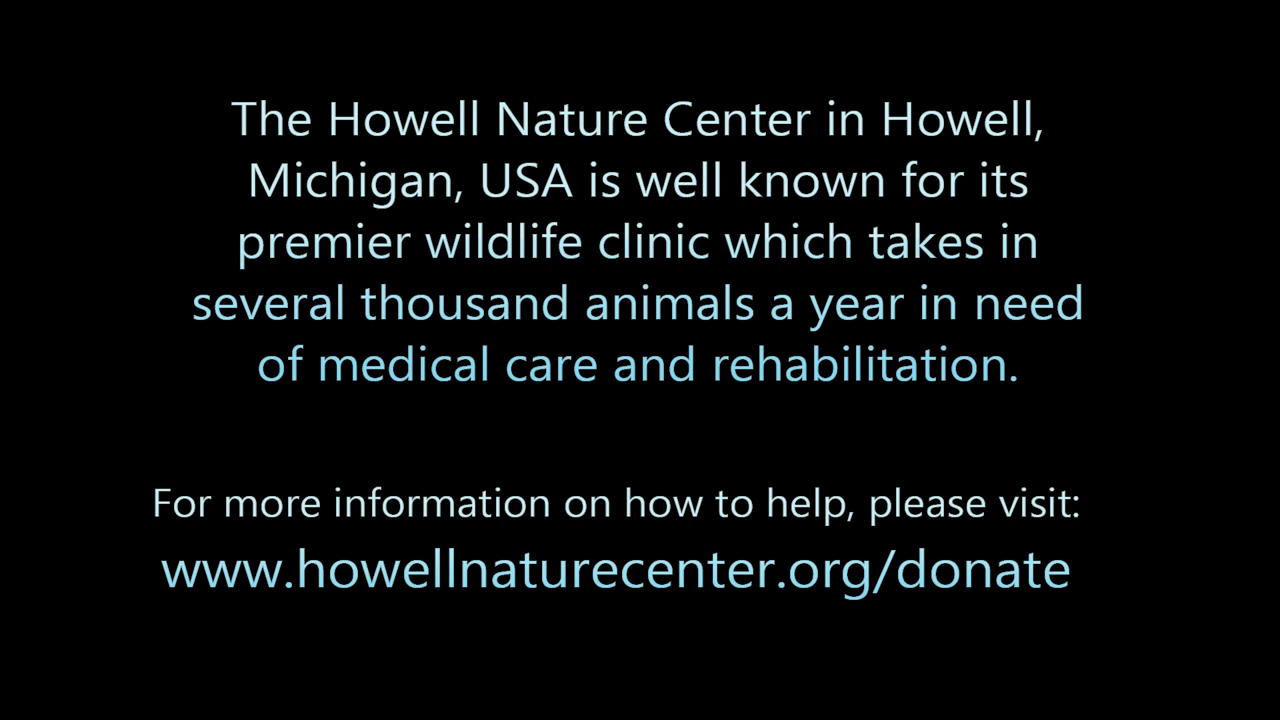 The Howell Nature Center in Howell,
Michigan, USA is well known for its
premier wildlife clinic which takes in
several thousand animals a year in need
of medical care and rehabilitation.
For more information on how to help, please visit:
www.howellnaturecenter.org/donate